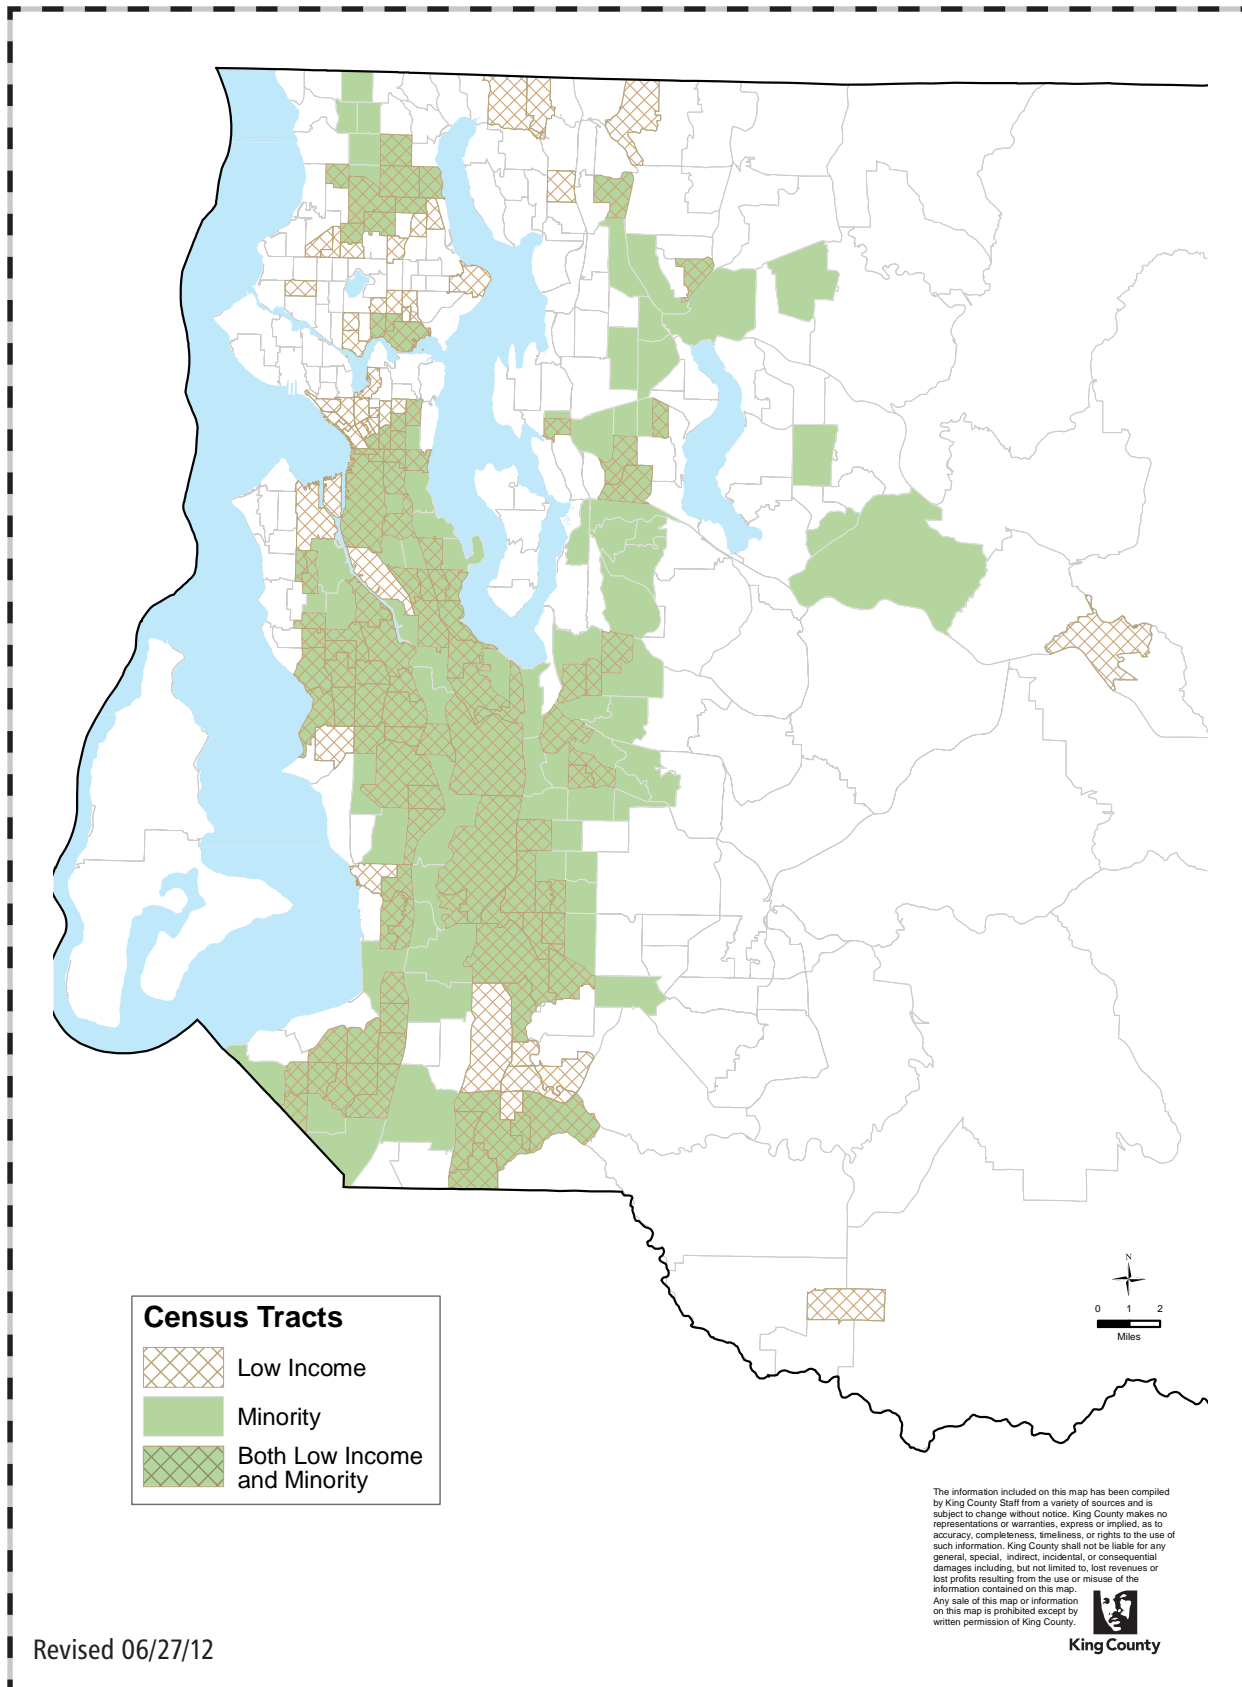 N
0 1 2
Miles
Census Tracts
Low Income
Minority
Both Low Income
and Minority
The information included on this map has been compiled
by King County Staff from a variety of sources and is
subject to change without notice. King County makes no
representations or warranties, express or implied, as to
accuracy, completeness, timeliness, or rights to the use of
such information. King County shall not be liable for any
general, special, indirect, incidental, or consequential
damages including, but not limited to, lost revenues or
lost profits resulting from the use or misuse of the
information contained on this map.
Any sale of this map or information
on this map is prohibited except by
written permission of King County.
King County
Revised 06/27/12